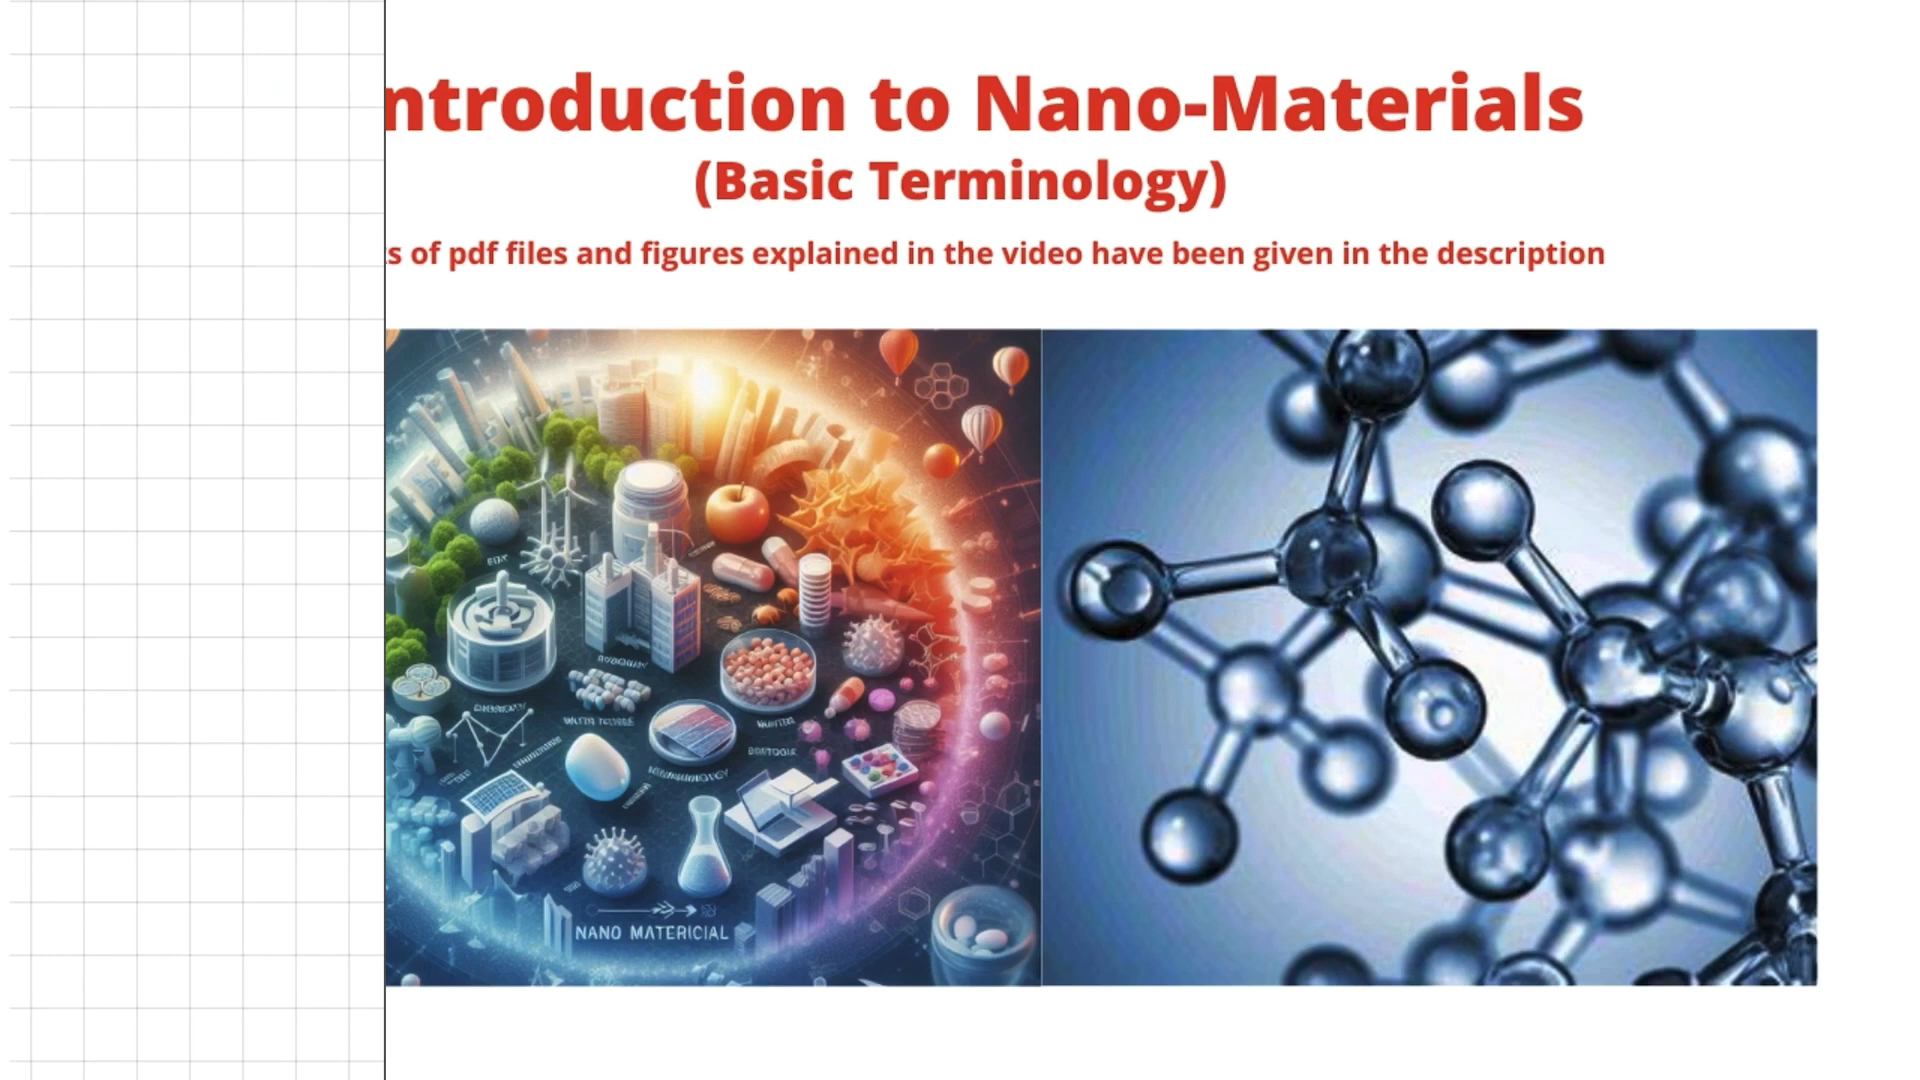 ntroduction to Nano-Materials
(Basic Terminology)
s of pdf files and figures explained in the video have been given in the description
NANO MATERICIAL